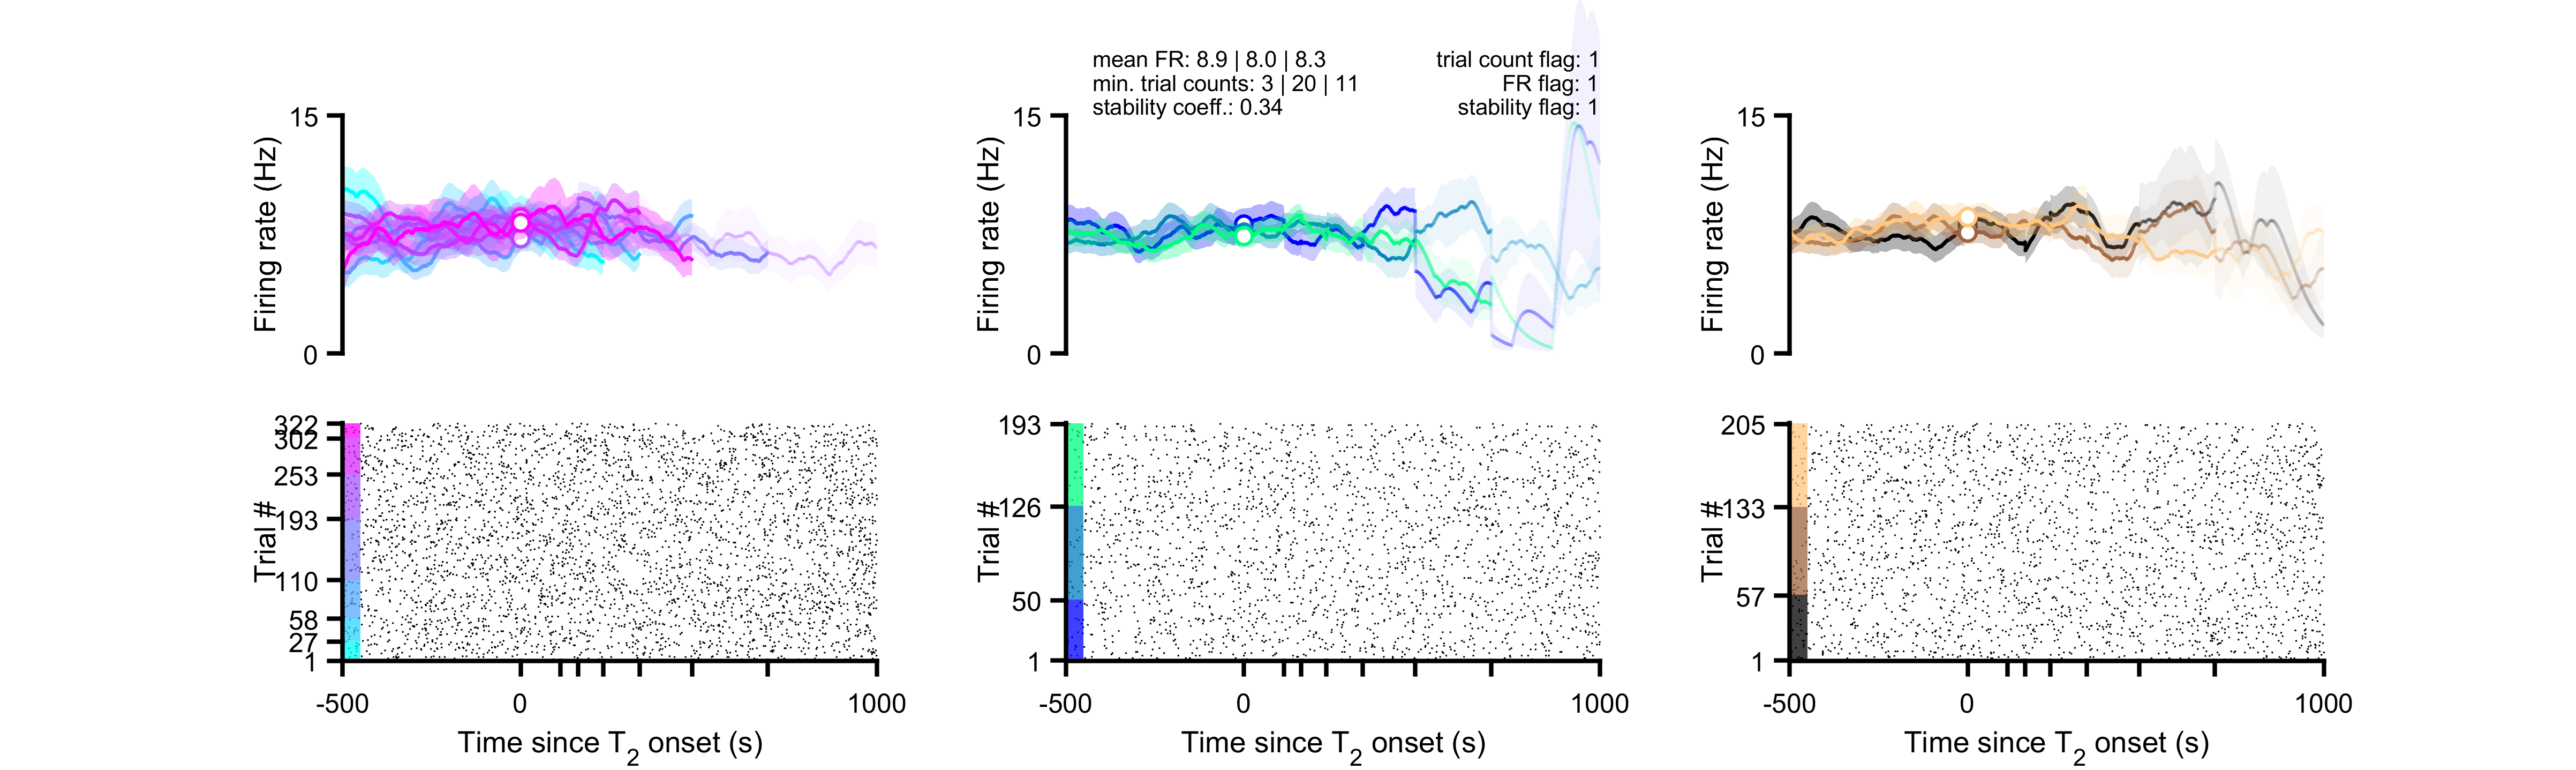 mean FR: 8.9 | 8.0 | 8.3
min. trial counts: 3 | 20 | 11
stability coeff.: 0.34
trial count flag: 1
FR flag: 1
stability flag: 1
15
0
Firing rate (Hz)
15
0
Firing rate (Hz)
15
0
Firing rate (Hz)
322
302
253
193
110
58
27
1
Trial #
-500
0
1000
Time since T2 onset (s)
193
126
50
1
Trial #
-500
0
1000
Time since T2 onset (s)
205
133
57
1
Trial #
-500
0
1000
Time since T2 onset (s)